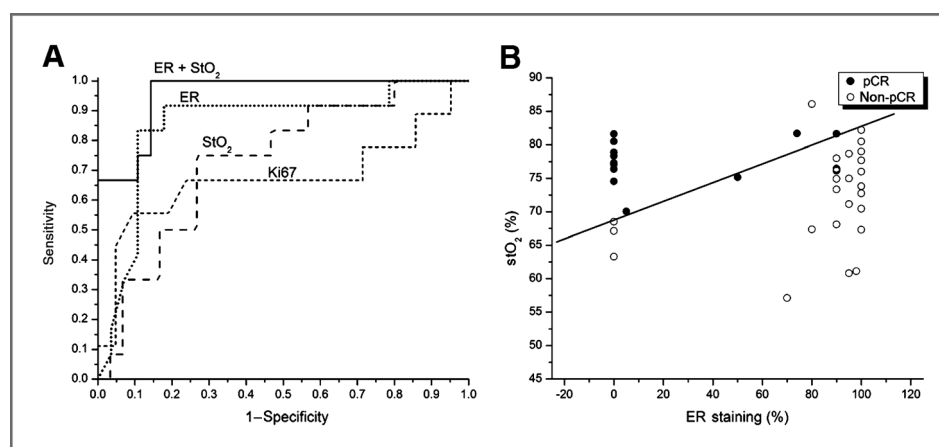 A
ER + StO₂
ER
StO₂
Ki67
1.0
0.9
0.8
0.7
0.6
0.5
0.4
0.3
0.2
0.1
0.0
Sensitivity
0.0 0.1 0.2 0.3 0.4 0.5 0.6 0.7 0.8 0.9 1.0
1–Specificity
B
pCR
Non-pCR
90
85
80
75
70
65
60
55
50
45
stO₂ (%)
-20 0 20 40 60 80 100 120
ER staining (%)